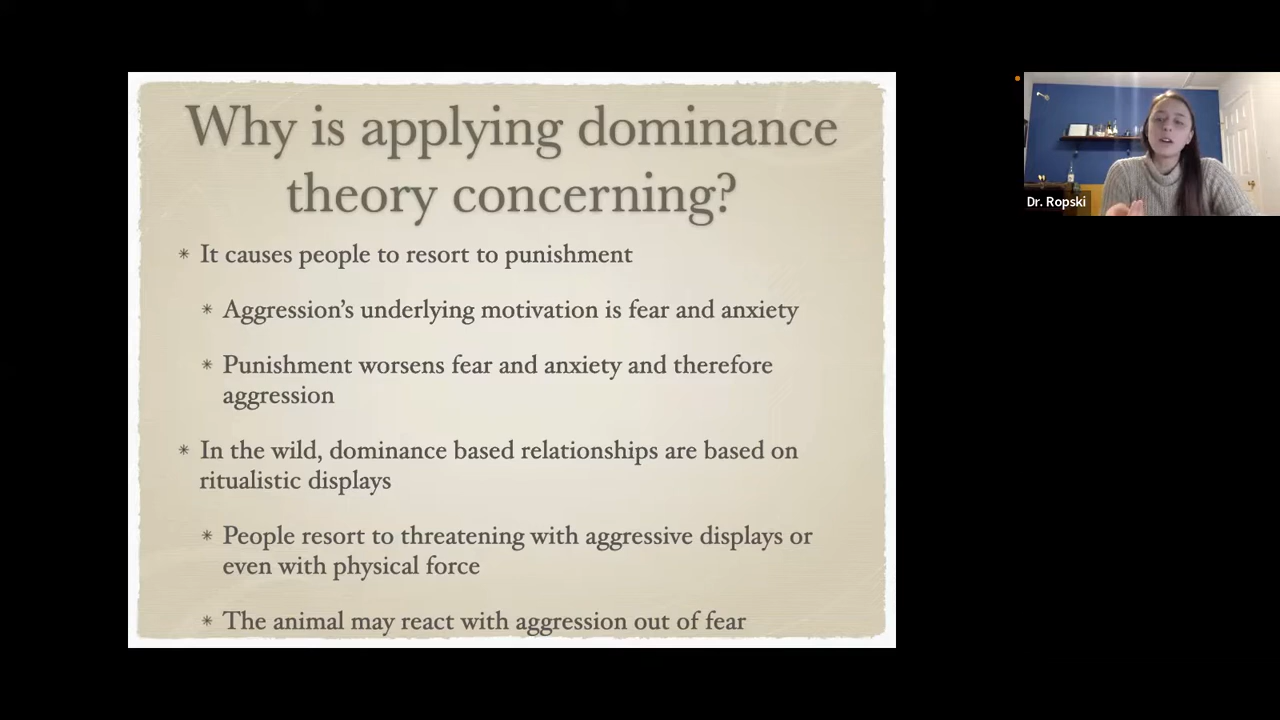 Why is applying dominance
theory concerning?
* It causes people to resort to punishment
* Aggression’s underlying motivation is fear and anxiety
* Punishment worsens fear and anxiety and therefore
aggression
* In the wild, dominance based relationships are based on
ritualistic displays
* People resort to threatening with aggressive displays or
even with physical force
* The animal may react with aggression out of fear
Dr. Ropski